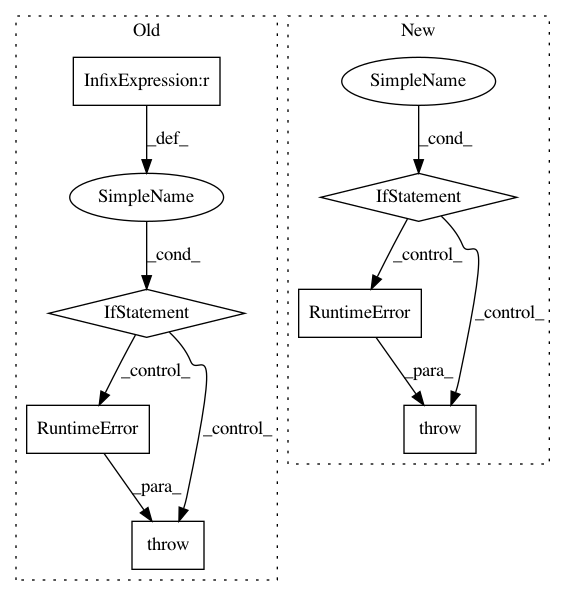 Old
New
InfixExpression:r
SimpleName
_def_
_cond_
SimpleName
IfStatement
_cond_
_control_
IfStatement
RuntimeError
_control_
_control_
_para_
RuntimeError
_control_
throw
_para_
throw